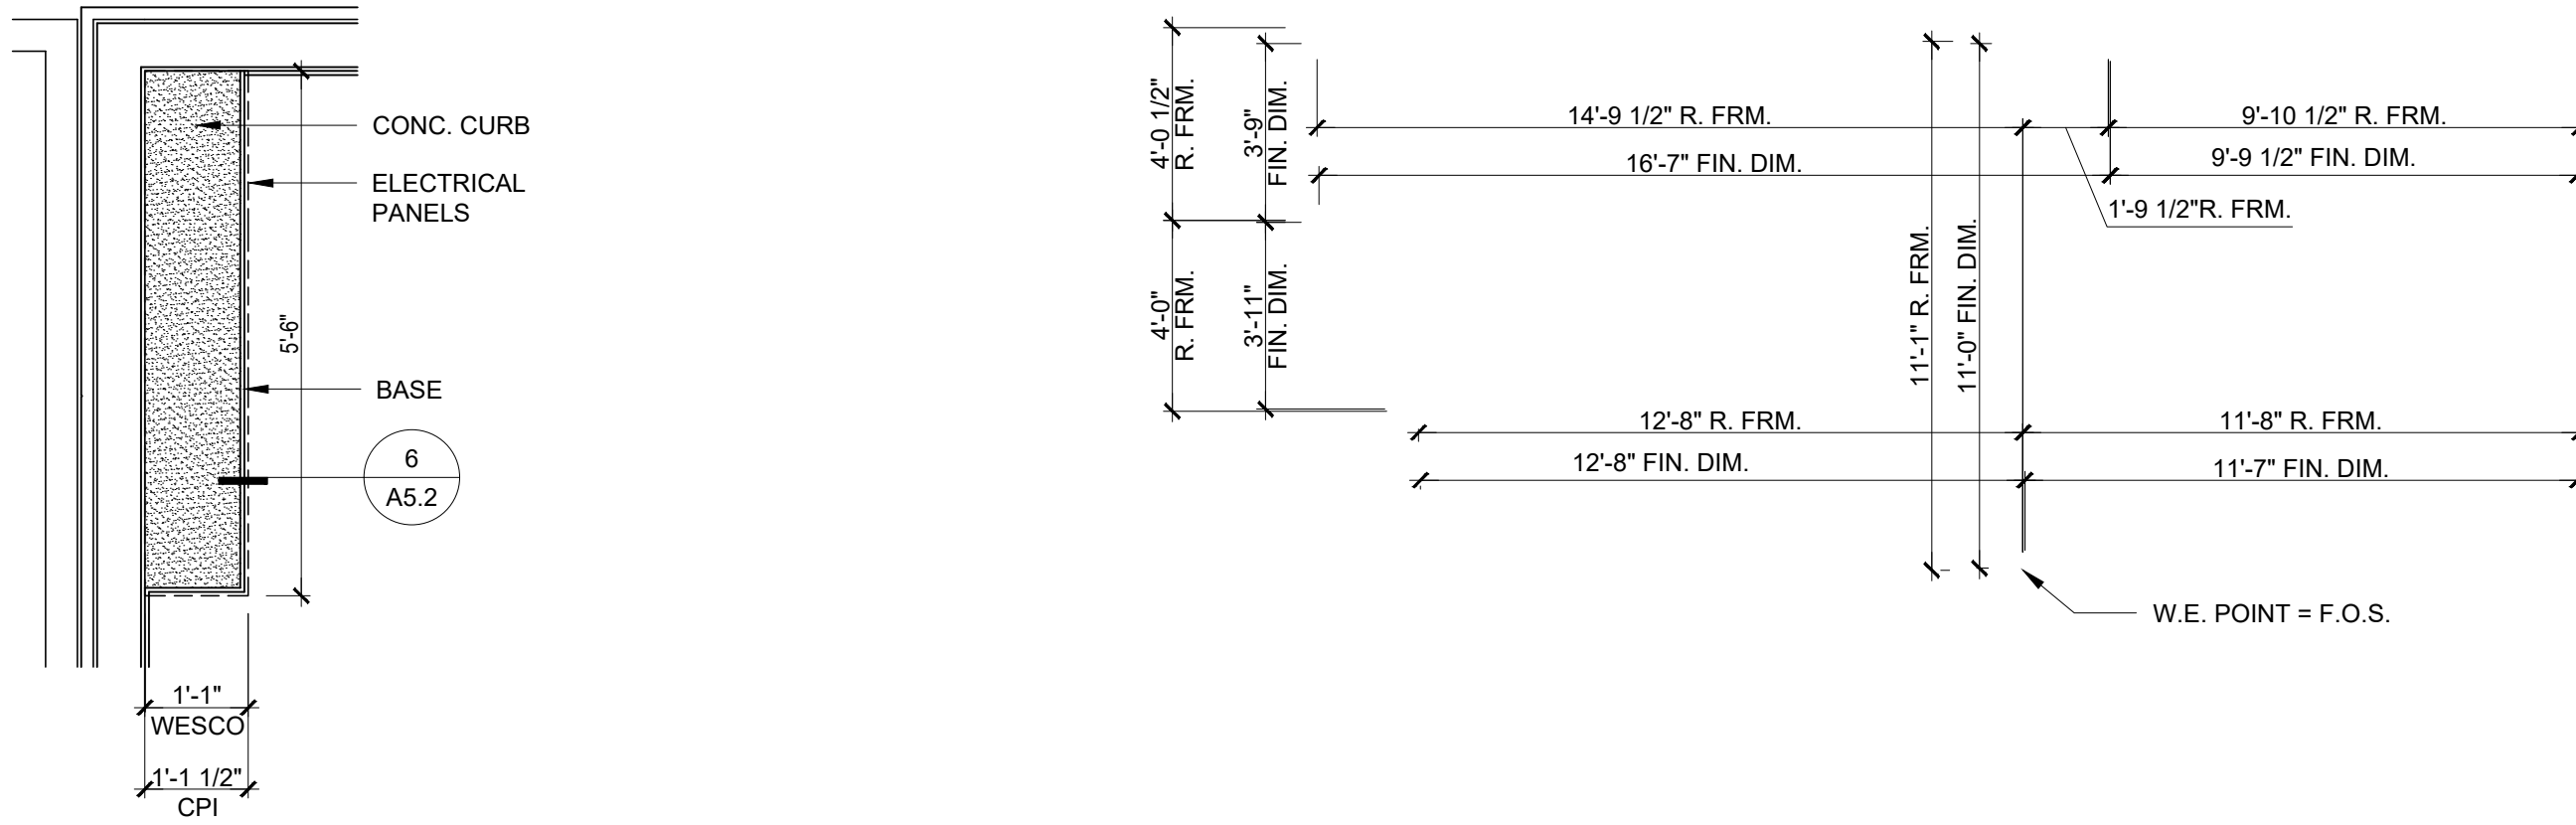 CONC. CURB
ELECTRICAL
PANELS
5'-6"
BASE
6
A5.2
1'-1"
WESCO
1'-1 1/2"
CPI
4'-0 1/2"
R. FRM.
3'-9"
FIN. DIM.
4'-0"
R. FRM.
3'-11"
FIN. DIM.
14'-9 1/2" R. FRM.
9'-10 1/2" R. FRM.
16'-7" FIN. DIM.
9'-9 1/2" FIN. DIM.
1'-9 1/2"R. FRM.
11'-1" R. FRM.
11'-0" FIN. DIM.
12'-8" R. FRM.
11'-8" R. FRM.
12'-8" FIN. DIM.
11'-7" FIN. DIM.
W.E. POINT = F.O.S.